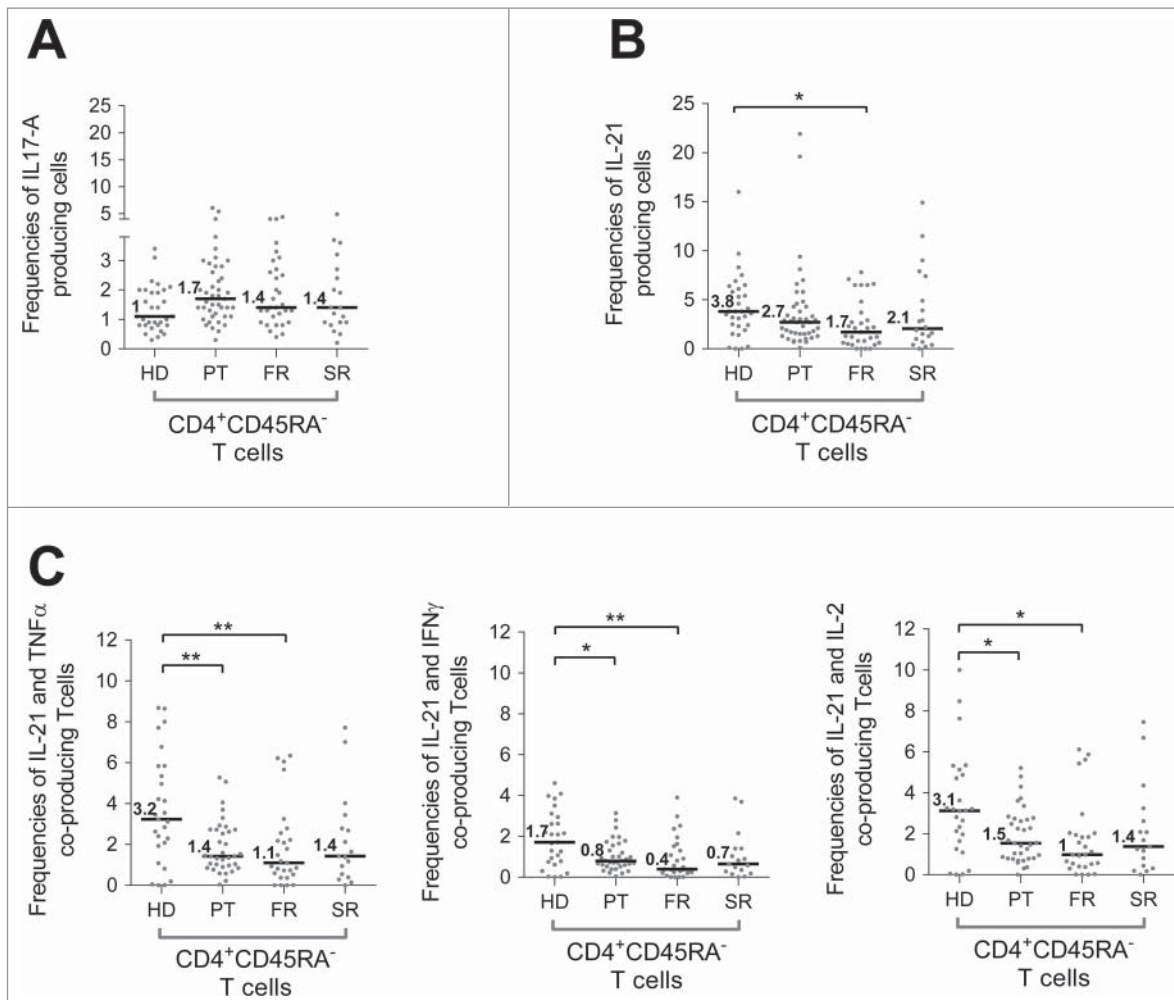 A
Frequencies of IL17-A
producing cells
25
20
15
10
5
3
2
1
0
1
1.7
1.4
1.4
HD PT FR SR
CD4⁺CD45RA⁻
T cells
B
Frequencies of IL-21
producing cells
25
20
15
10
5
0
*
3.8
2.7
1.7
2.1
HD PT FR SR
CD4⁺CD45RA⁻
T cells
C
Frequencies of IL-21 and TNFα
co-producing Tcells
12
10
8
6
4
2
0
**
**
3.2
1.4
1.1
1.4
HD PT FR SR
CD4⁺CD45RA⁻
T cells
Frequencies of IL-21 and IFNγ
co-producing Tcells
12
10
8
6
4
2
0
**
*
1.7
0.8
0.4
0.7
HD PT FR SR
CD4⁺CD45RA⁻
T cells
Frequencies of IL-21 and IL-2
co-producing Tcells
12
10
8
6
4
2
0
*
*
3.1
1.5
1
1.4
HD PT FR SR
CD4⁺CD45RA⁻
T cells